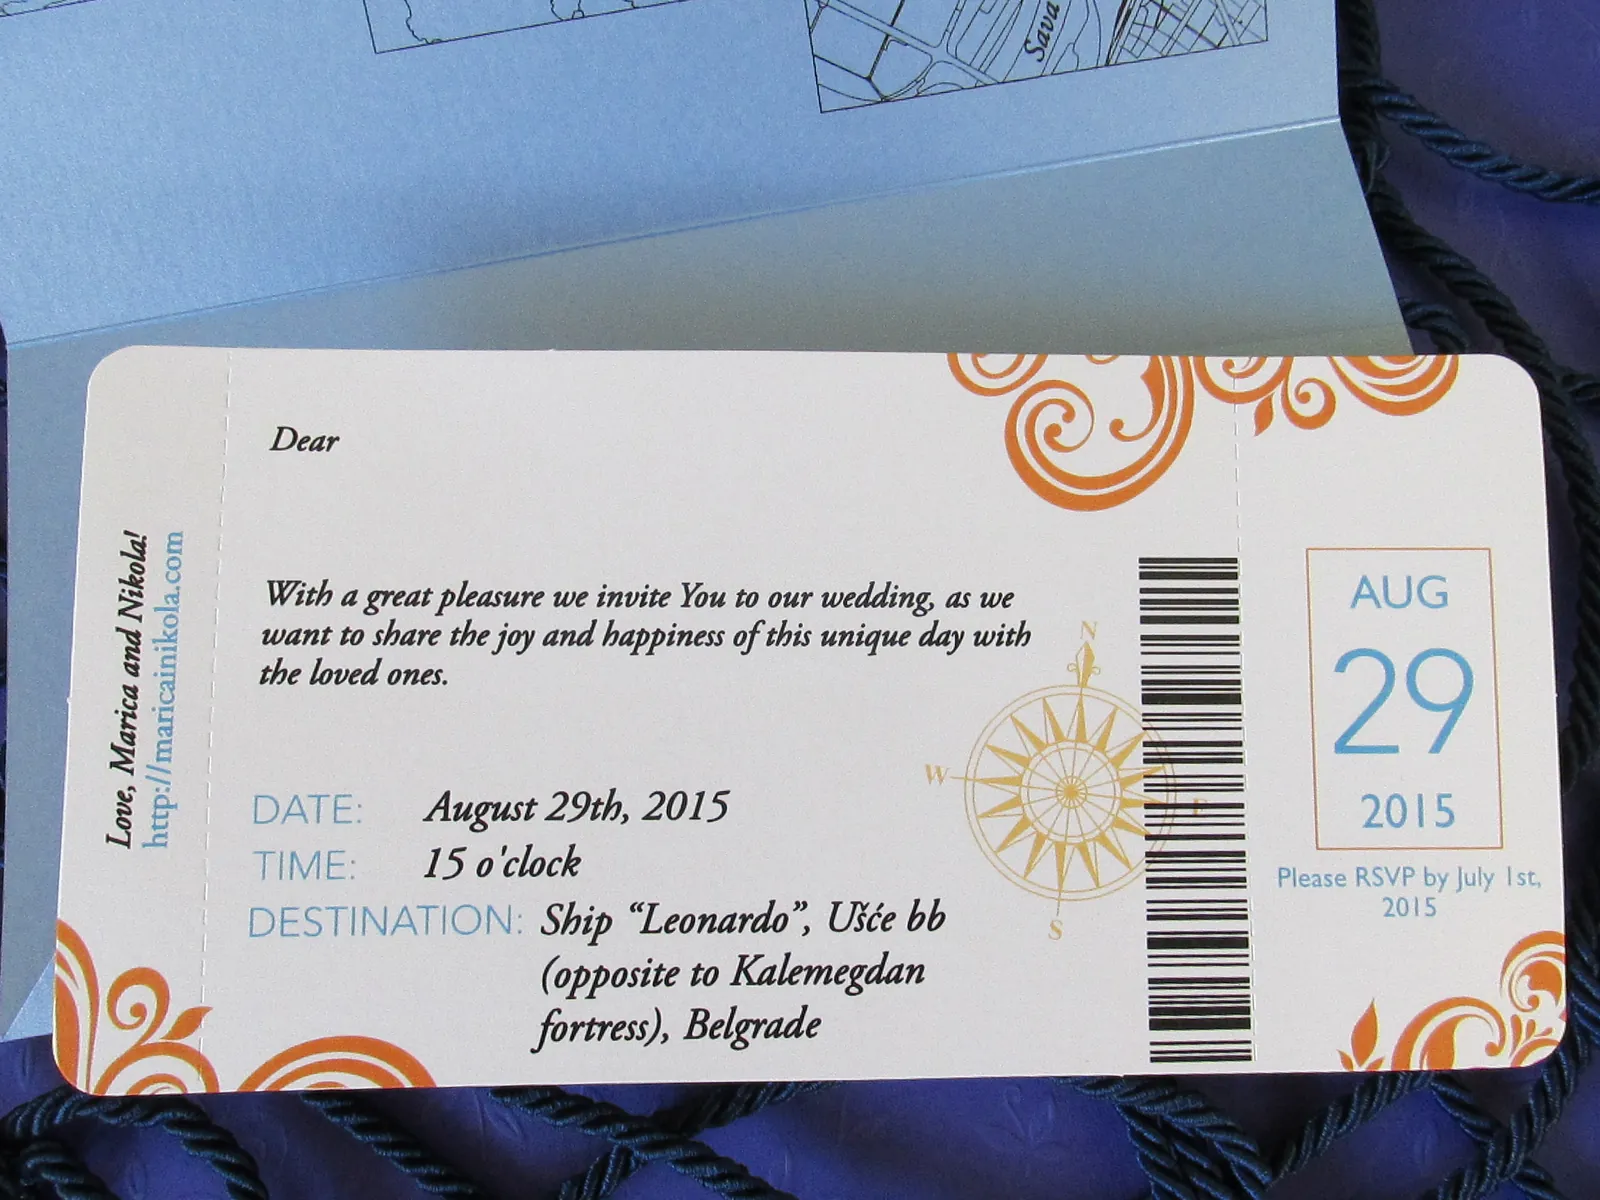 Sava
Dear
With a great pleasure we invite You to our wedding, as we
want to share the joy and happiness of this unique day with
the loved ones.
DATE: August 29th, 2015
TIME: 15 o'clock
DESTINATION: Ship “Leonardo”, Ušće bb
(opposite to Kalemegdan
fortress), Belgrade
Love, Marica and Nikola!
http://maricainikola.com
N
W
E
S
AUG
29
2015
Please RSVP by July 1st,
2015